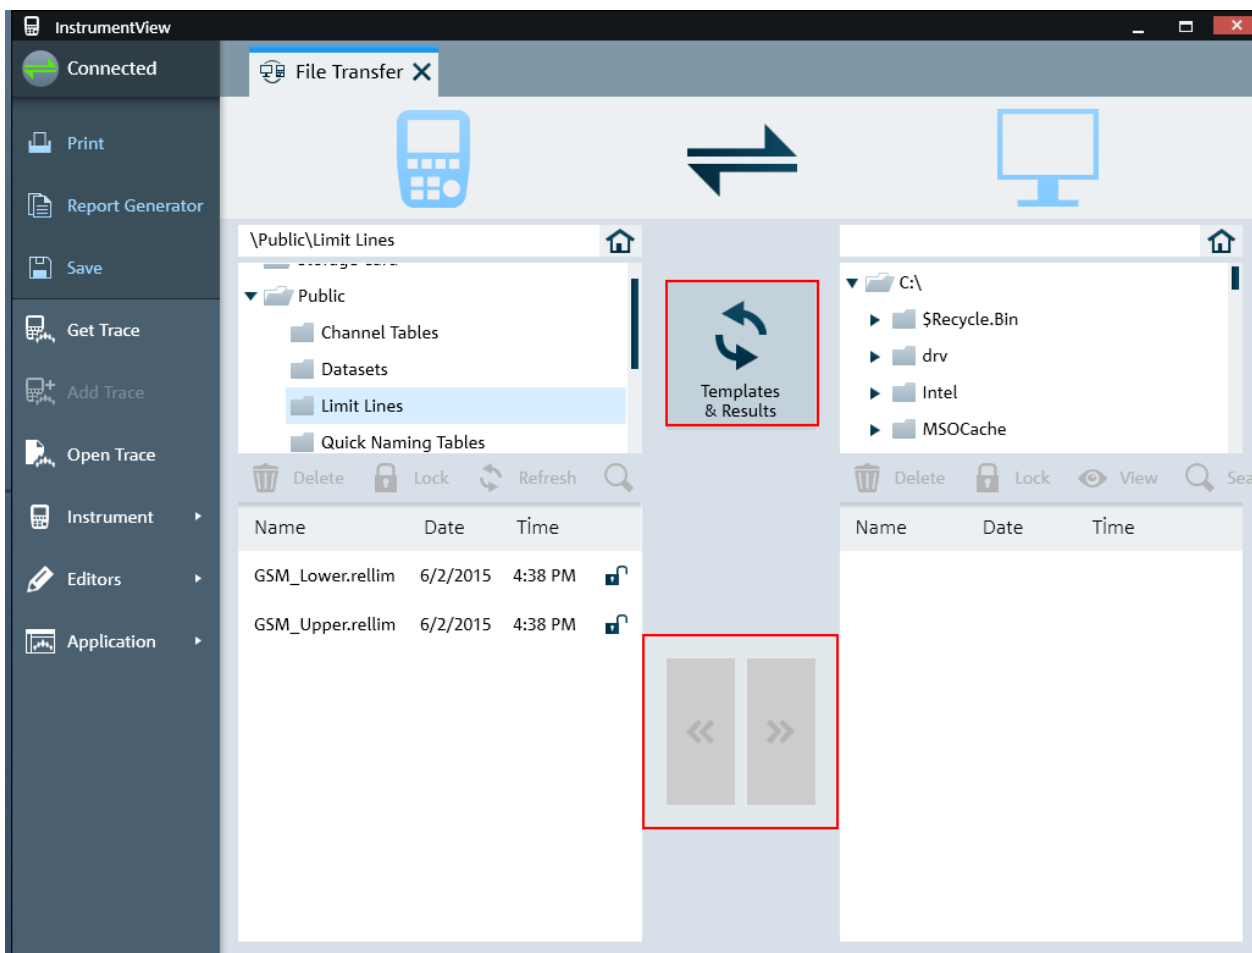 InstrumentView
Connected
File Transfer
Print
Report Generator
Save
Get Trace
Add Trace
Open Trace
Instrument
Editors
Application
\Public\Limit Lines
Storage Card
Public
Channel Tables
Datasets
Limit Lines
Quick Naming Tables
Delete Lock Refresh
Name Date Time
GSM_Lower.rellim 6/2/2015 4:38 PM
GSM_Upper.rellim 6/2/2015 4:38 PM
Templates
& Results
C:\
$Recycle.Bin
drv
Intel
MSOCache
Delete Lock View Sea
Name Date Time